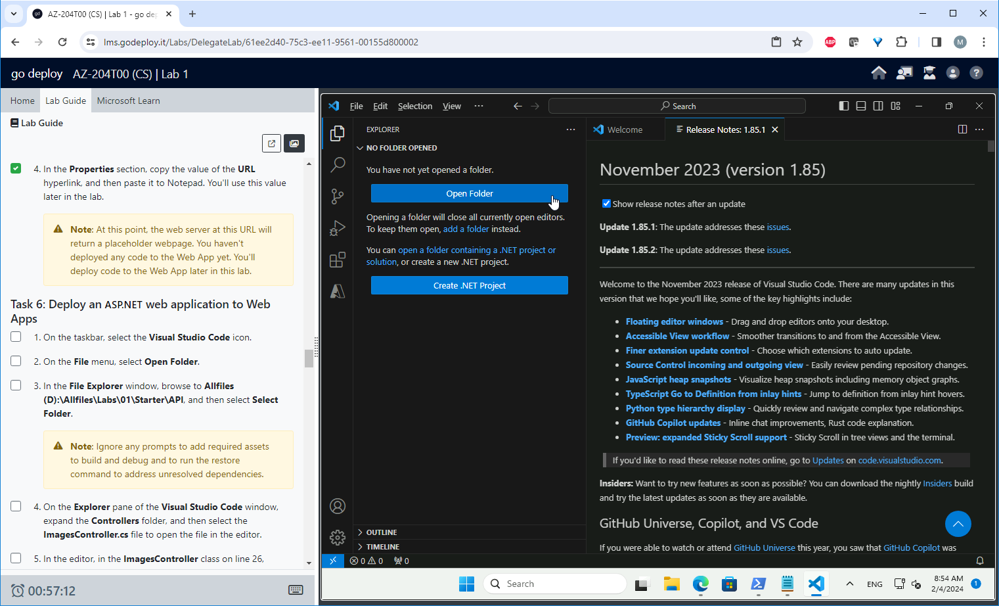 AZ-204T00 (CS) | Lab 1 - go dep
lms.godeploy.it/Labs/DelegateLab/61ee2d40-75c3-ee11-9561-00155d800002
ABP
M
go deploy AZ-204T00 (CS) | Lab 1
Home Lab Guide Microsoft Learn
Lab Guide
4. In the Properties section, copy the value of the URL
hyperlink, and then paste it to Notepad. You'll use this value
later in the lab.
Note: At this point, the web server at this URL will
return a placeholder webpage. You haven't
deployed any code to the Web App yet. You'll
deploy code to the Web App later in this lab.
Task 6: Deploy an ASP.NET web application to Web
Apps
1. On the taskbar, select the Visual Studio Code icon.
2. On the File menu, select Open Folder.
3. In the File Explorer window, browse to Allfiles
(D):\Allfiles\Labs\01\Starter\API, and then select Select
Folder.
Note: Ignore any prompts to add required assets
to build and debug and to run the restore
command to address unresolved dependencies.
4. On the Explorer pane of the Visual Studio Code window,
expand the Controllers folder, and then select the
ImagesController.cs file to open the file in the editor.
5. In the editor, in the ImagesController class on line 26,
00:57:12
File Edit Selection View ··· Search
EXPLORER
NO FOLDER OPENED
You have not yet opened a folder.
Open Folder
Opening a folder will close all currently open editors.
To keep them open, add a folder instead.
You can open a folder containing a .NET project or
solution, or create a new .NET project.
Create .NET Project
OUTLINE
TIMELINE
0 0 0
Welcome Release Notes: 1.85.1
November 2023 (version 1.85)
Show release notes after an update
Update 1.85.1: The update addresses these issues.
Update 1.85.2: The update addresses these issues.
Welcome to the November 2023 release of Visual Studio Code. There are many updates in this
version that we hope you'll like, some of the key highlights include:
• Floating editor windows - Drag and drop editors onto your desktop.
• Accessible View workflow - Smoother transitions to and from the Accessible View.
• Finer extension update control - Choose which extensions to auto update.
• Source Control incoming and outgoing view - Easily review pending repository changes.
• JavaScript heap snapshots - Visualize heap snapshots including memory object graphs.
• TypeScript Go to Definition from inlay hints - Jump to definition from inlay hint hovers.
• Python type hierarchy display - Quickly review and navigate complex type relationships.
• GitHub Copilot updates - Inline chat improvements, Rust code explanation.
• Preview: expanded Sticky Scroll support - Sticky Scroll in tree views and the terminal.
If you'd like to read these release notes online, go to Updates on code.visualstudio.com.
Insiders: Want to try new features as soon as possible? You can download the nightly Insiders build
and try the latest updates as soon as they are available.
GitHub Universe, Copilot, and VS Code
If you were able to watch or attend GitHub Universe this year, you saw that GitHub Copilot was
Search
ENG
8:54 AM
2/4/2024
1